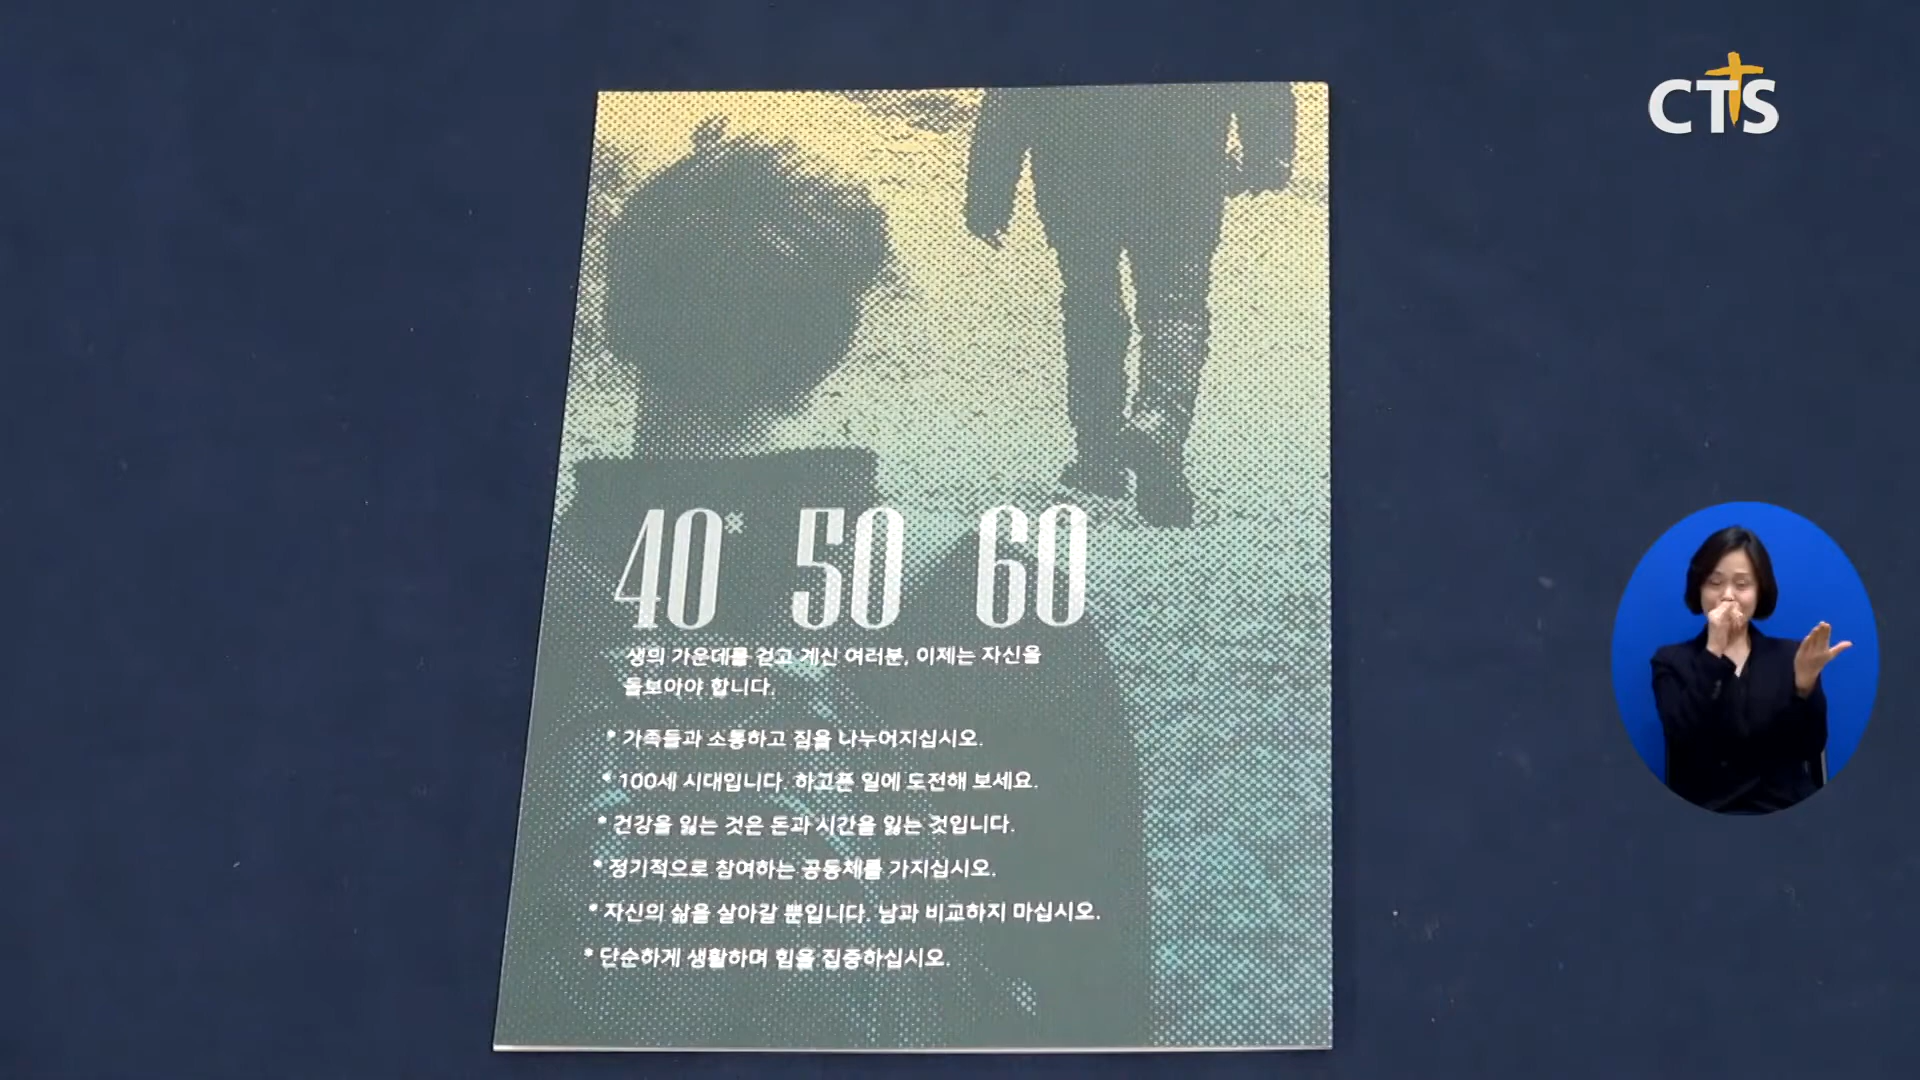 CTS
40* 50 60
생의 가운데를 걷고 계신 여러분, 이제는 자신을
돌보아야 합니다.
* 가족들과 소통하고 짐을 나누어지십시오.
* 100세 시대입니다. 하고픈 일에 도전해 보세요.
* 건강을 잃는 것은 돈과 시간을 잃는 것입니다.
* 정기적으로 참여하는 공동체를 가지십시오.
* 자신의 삶을 살아갈 뿐입니다. 남과 비교하지 마십시오.
* 단순하게 생활하며 힘을 집중하십시오.